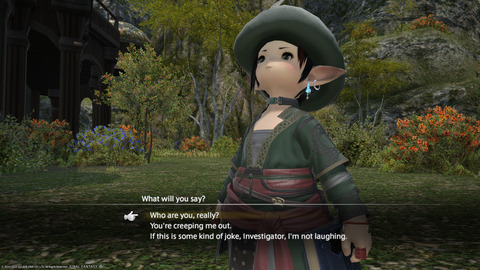 What will you say?
Who are you, really?
You're creeping me out.
If this is some kind of joke, Investigator, I'm not laughing.